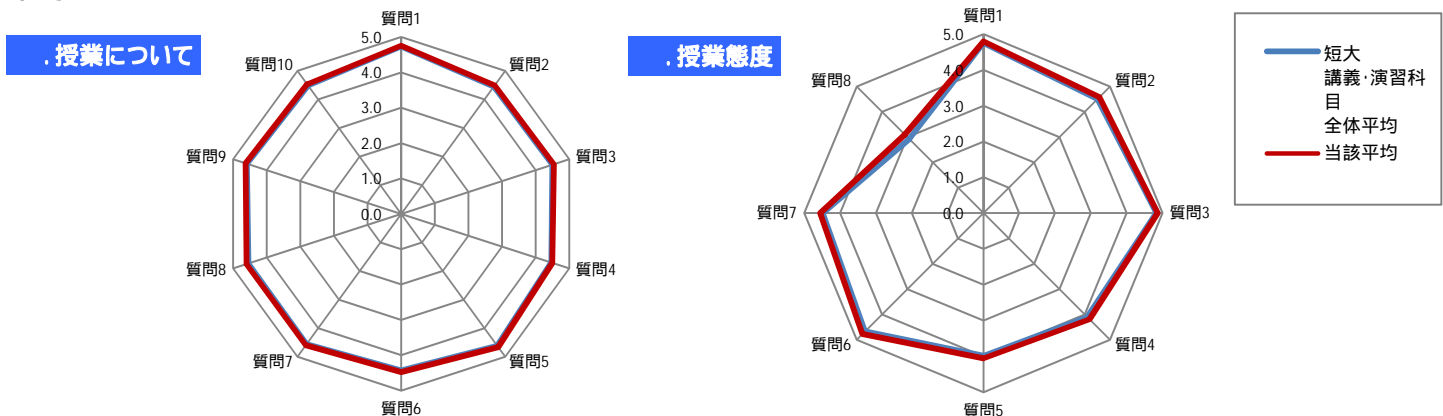 .授業について
質問1
質問2
質問3
質問4
質問5
質問6
質問7
質問8
質問9
質問10
5.0
4.0
3.0
2.0
1.0
0.0
.授業態度
質問1
質問2
質問3
質問4
質問5
質問6
質問7
質問8
5.0
4.0
3.0
2.0
1.0
0.0
短大
講義・演習科
目
全体平均
当該平均